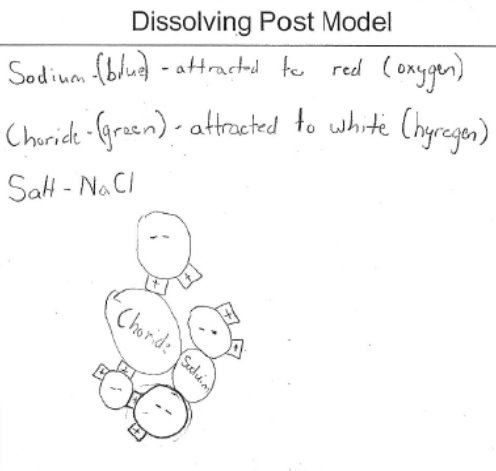 Dissolving Post Model
Sodium-(blue) - attracted to red (oxygen)
Choride-(green) - attracted to white (hyregen)
Salt - NaCl
--
+ +
Choride
+
--
+
Sodium
+ +
--
+
--
+